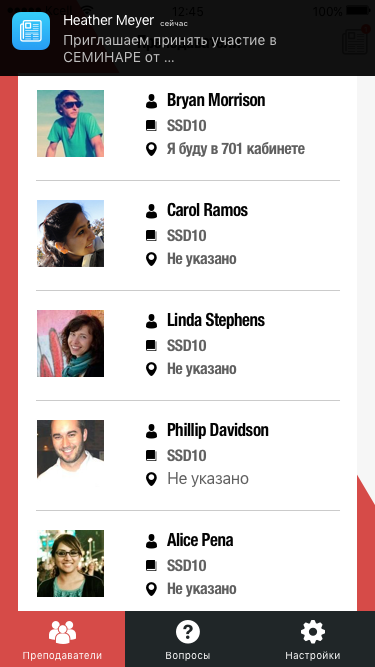 12:45
100%
Heather Meyer сейчас
Приглашаем принять участие в
СЕМИНАРЕ от ...
Bryan Morrison
SSD10
Я буду в 701 кабинете
Carol Ramos
SSD10
Не указано
Linda Stephens
SSD10
Не указано
Phillip Davidson
SSD10
Не указано
Alice Pena
SSD10
Не указано
Преподаватели
Вопросы
Настройки